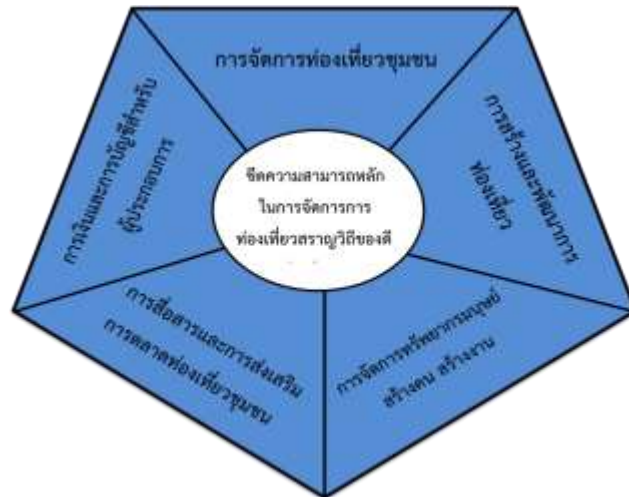 การจัดการท่องเที่ยวชุมชน
การสร้างและพัฒนาการ
ท่องเที่ยว
การจัดการทรัพยากรมนุษย์
สร้างคน สร้างงาน
การสื่อสารและการส่งเสริม
การตลาดท่องเที่ยวชุมชน
การเงินและการบัญชีสำหรับ
ผู้ประกอบการ
ขีดความสามารถหลัก
ในการจัดการการ
ท่องเที่ยวสราญวิถีของดี